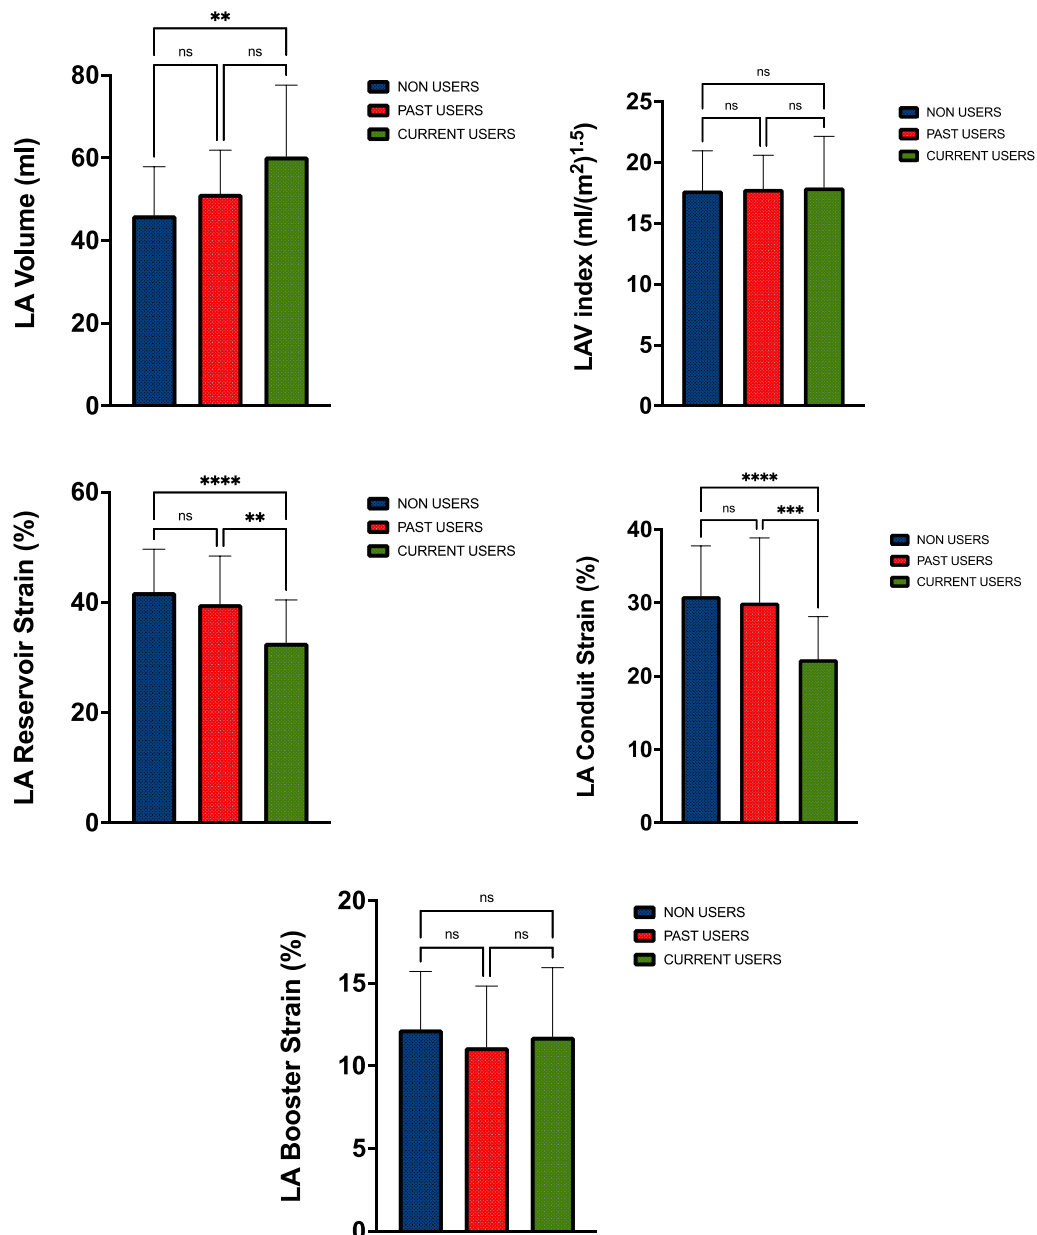 **
ns
ns
LA Volume (ml)
80
60
40
20
0
NON USERS
PAST USERS
CURRENT USERS
ns
ns
ns
LAV index (ml/(m²)¹·⁵)
25
20
15
10
5
0
NON USERS
PAST USERS
CURRENT USERS
****
ns
**
LA Reservoir Strain (%)
60
40
20
0
NON USERS
PAST USERS
CURRENT USERS
****
ns
***
LA Conduit Strain (%)
40
30
20
10
0
NON USERS
PAST USERS
CURRENT USERS
ns
ns
ns
LA Booster Strain (%)
20
15
10
5
0
NON USERS
PAST USERS
CURRENT USERS